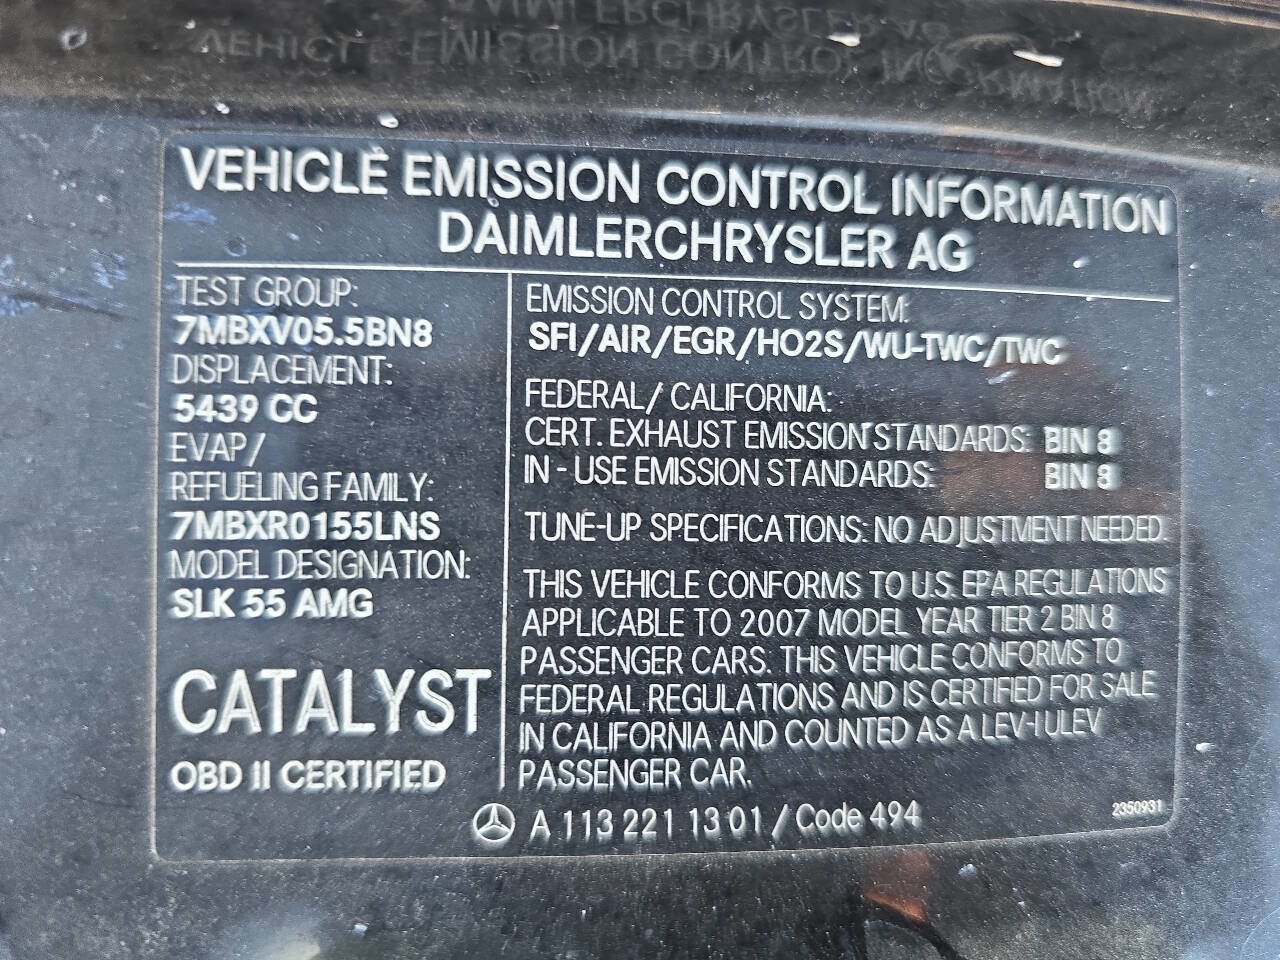 VEHICLE EMISSION CONTROL INFORMATION
DAIMLERCHRYSLER AG
TEST GROUP:
7MBXV05.5BN8
DISPLACEMENT:
5439 CC
EVAP/
REFUELING FAMILY:
7MBXR0155LNS
MODEL DESIGNATION:
SLK 55 AMG
CATALYST
OBD II CERTIFIED
EMISSION CONTROL SYSTEM:
SFI/AIR/EGR/HO2S/WU-TWC/TWC
FEDERAL/ CALIFORNIA:
CERT. EXHAUST EMISSION STANDARDS: BIN 8
IN - USE EMISSION STANDARDS: BIN 8
TUNE-UP SPECIFICATIONS: NO ADJUSTMENT NEEDED.
THIS VEHICLE CONFORMS TO U.S. EPA REGULATIONS
APPLICABLE TO 2007 MODEL YEAR TIER 2 BIN 8
PASSENGER CARS. THIS VEHICLE CONFORMS TO
FEDERAL REGULATIONS AND IS CERTIFIED FOR SALE
IN CALIFORNIA AND COUNTED AS A LEV-I ULEV
PASSENGER CAR.
A 113 221 13 01 / Code 494
2350931